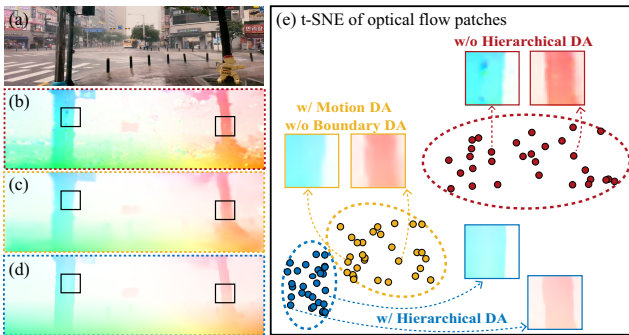 (a)
(b)
(c)
(d)
(e) t-SNE of optical flow patches
w/o Hierarchical DA
w/ Motion DA
w/o Boundary DA
w/ Hierarchical DA